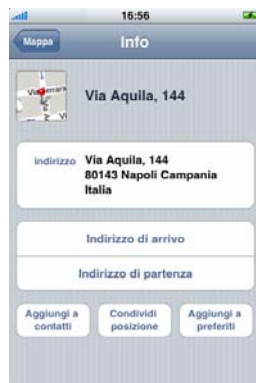 16:56
Mappa
Info
Via Aquila, 144
indirizzo Via Aquila, 144
80143 Napoli Campania
Italia
Indirizzo di arrivo
Indirizzo di partenza
Aggiungi a
contatti
Condividi
posizione
Aggiungi a
preferiti